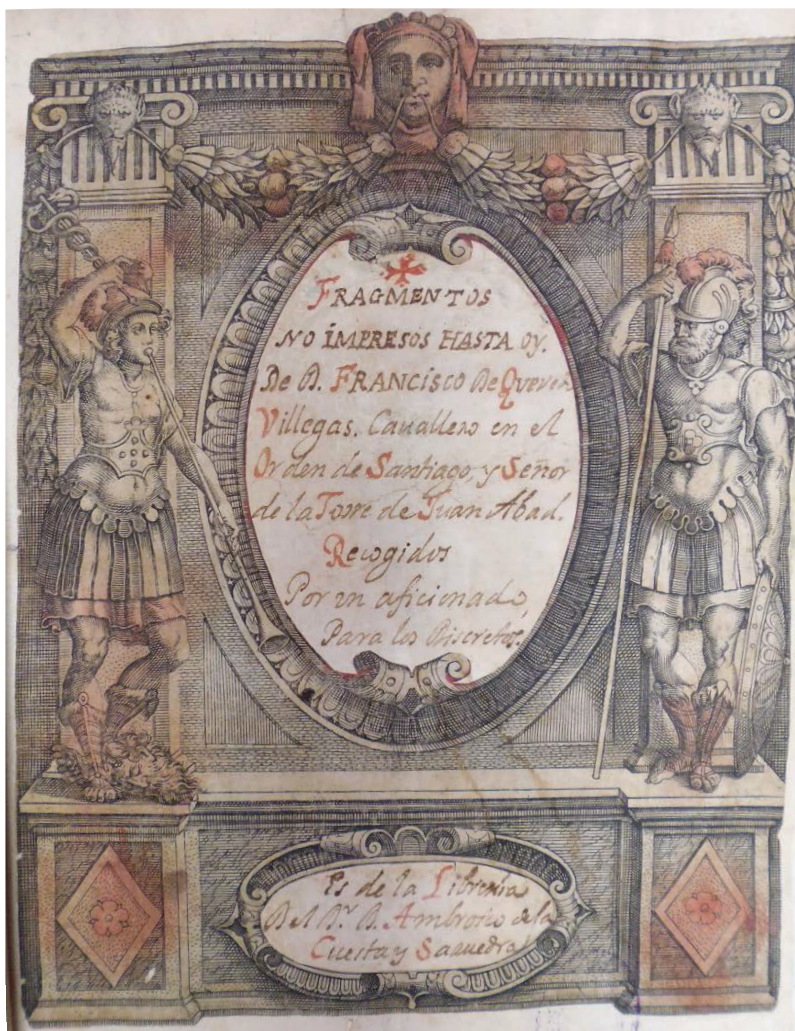 FRAGMENTOS
NO IMPRESOS HASTA OY.
De D. FRANCISCO De Queve
Villegas. Cauallero en el
Orden de Santiago, y Señor
de la Torre de Juan Abad.
Recogidos
Por vn aficionado,
Para los Discretos.
Es de la Libreria
Del Dr. D. Ambrosio de la
Cuesta y Saauedra